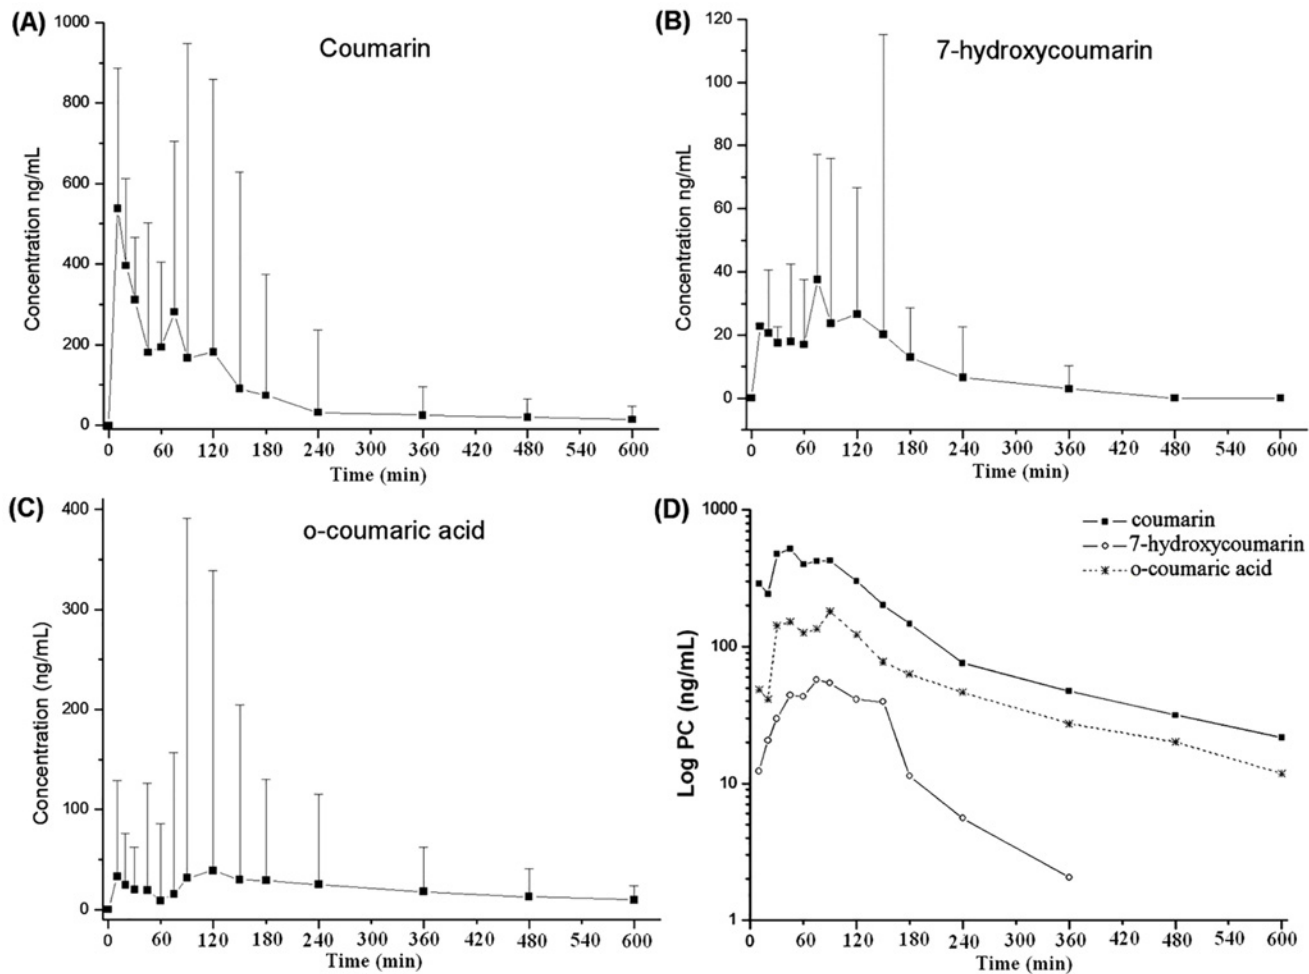 (A)
Coumarin
Concentration ng/mL
1000
800
600
400
200
0
0 60 120 180 240 300 360 420 480 540 600
Time (min)
(B)
7-hydroxycoumarin
Concentration ng/mL
120
100
80
60
40
20
0
0 60 120 180 240 300 360 420 480 540 600
Time (min)
(C)
o-coumaric acid
Concentration (ng/mL)
400
300
200
100
0
0 60 120 180 240 300 360 420 480 540 600
Time (min)
(D)
coumarin
7-hydroxycoumarin
o-coumaric acid
Log PC (ng/mL)
1000
100
10
1
0 60 120 180 240 300 360 420 480 540 600
Time (min)